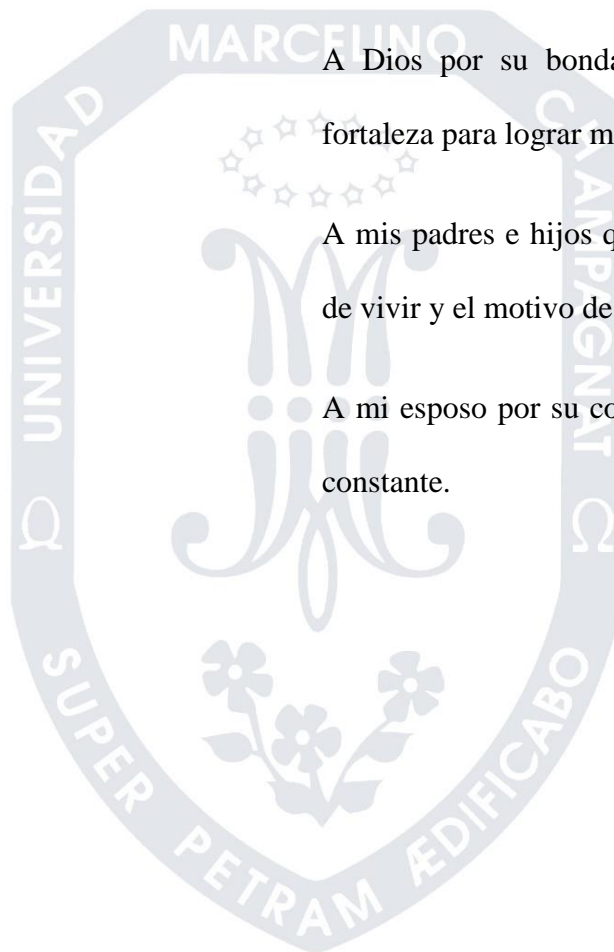 UNIVERSIDAD MARCELINO CHAMPAGNAT
A Dios por su bonda
fortaleza para lograr m
A mis padres e hijos q
de vivir y el motivo de
A mi esposo por su co
constante.
Ω Ω
SUPER PETRAM ÆDIFICABO